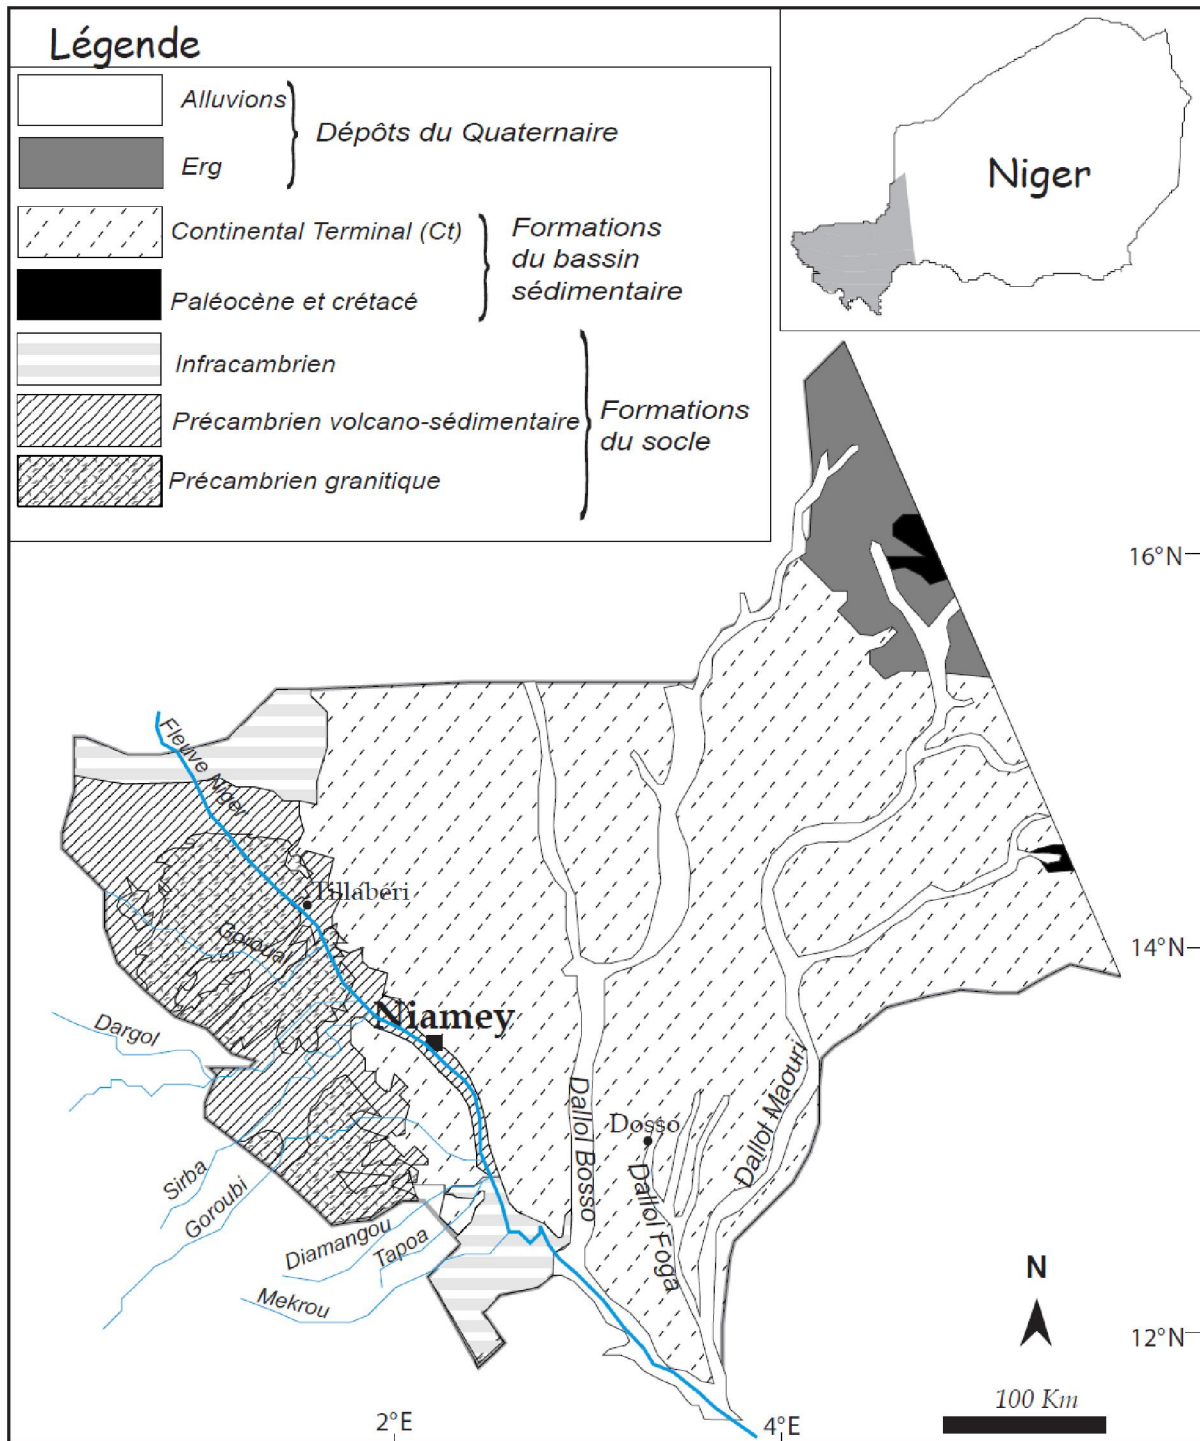 Légende
Alluvions
Erg
Dépôts du Quaternaire
Continental Terminal (Ct)
Paléocène et crétacé
Formations
du bassin
sédimentaire
Infracambrien
Précambrien volcano-sédimentaire
Précambrien granitique
Formations
du socle
Niger
16°N
Fleuve Niger
Tillabéri
Goroual
14°N
Niamey
Dargol
Dallol Bosso
Dosso
Dallol Maouri
Dallol Foga
Sirba
Goroubi
Diamangou
Tapoa
Mekrou
N
12°N
100 Km
2°E
4°E